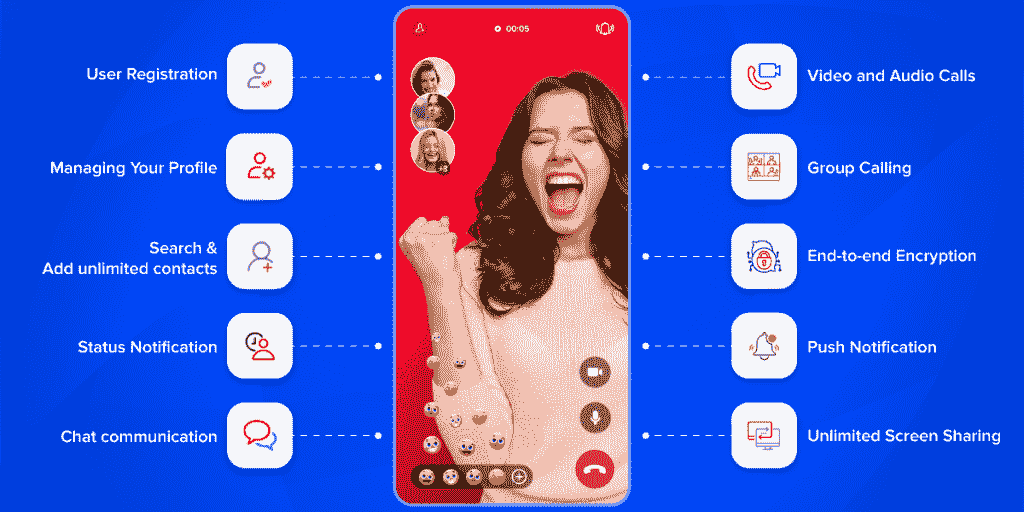 User Registration
Managing Your Profile
Search &
Add unlimited contacts
Status Notification
Chat communication
00:05
Video and Audio Calls
Group Calling
End-to-end Encryption
Push Notification
Unlimited Screen Sharing